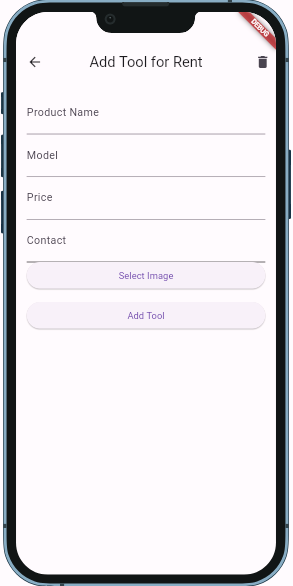 DEBUG
Add Tool for Rent
Product Name
Model
Price
Contact
Select Image
Add Tool